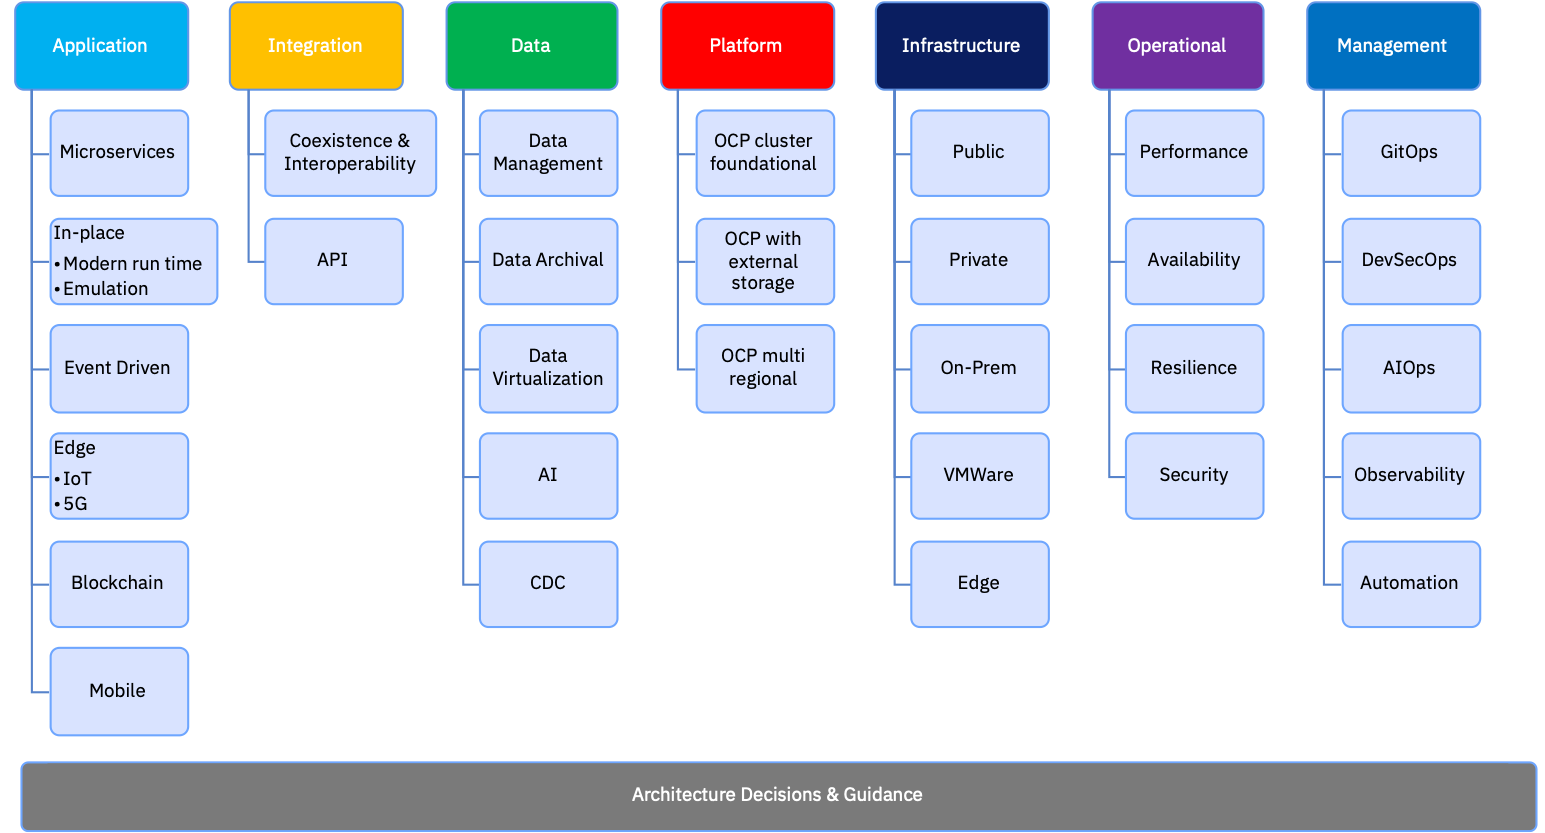 Application
Microservices
In-place
•Modern run time
•Emulation
Event Driven
Edge
•IoT
•5G
Blockchain
Mobile
Integration
Coexistence &
Interoperability
API
Data
Data
Management
Data Archival
Data
Virtualization
AI
CDC
Platform
OCP cluster
foundational
OCP with
external
storage
OCP multi
regional
Infrastructure
Public
Private
On-Prem
VMWare
Edge
Operational
Performance
Availability
Resilience
Security
Management
GitOps
DevSecOps
AIOps
Observability
Automation
Architecture Decisions & Guidance